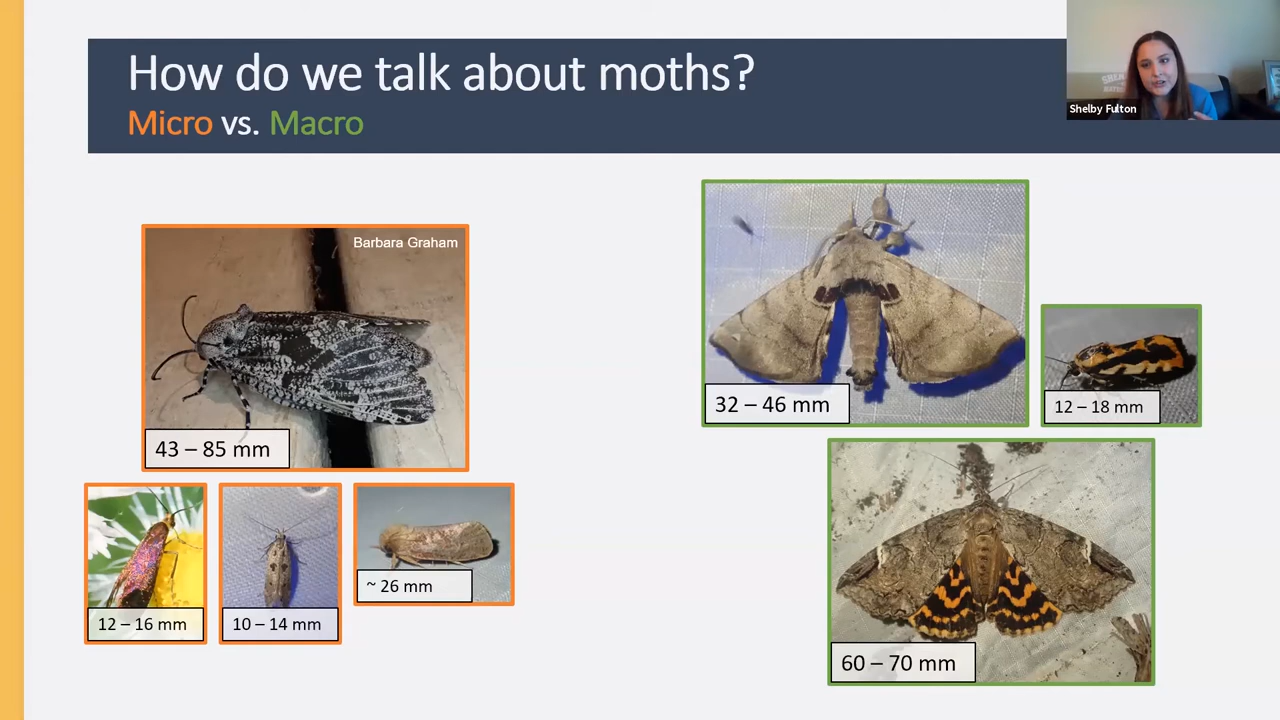 How do we talk about moths?
Micro vs. Macro
Shelby Fulton
Barbara Graham
43 – 85 mm
12 – 16 mm
10 – 14 mm
~ 26 mm
32 – 46 mm
12 – 18 mm
60 – 70 mm